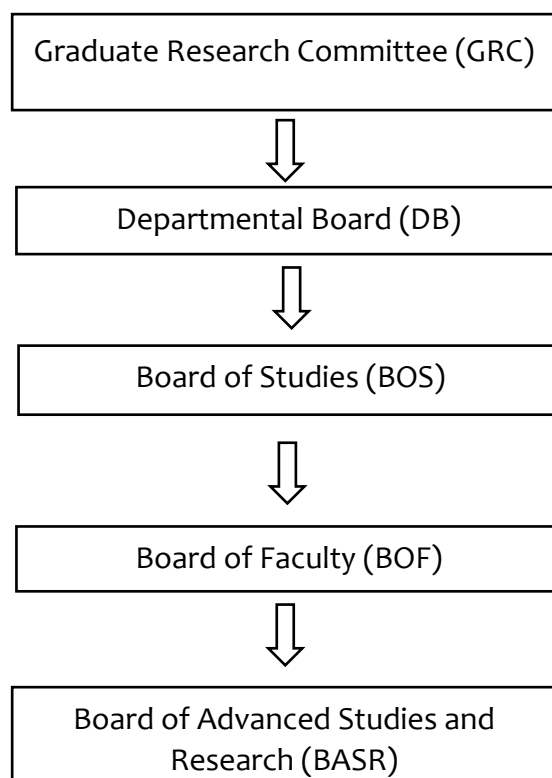 Graduate Research Committee (GRC)
Departmental Board (DB)
Board of Studies (BOS)
Board of Faculty (BOF)
Board of Advanced Studies and
Research (BASR)